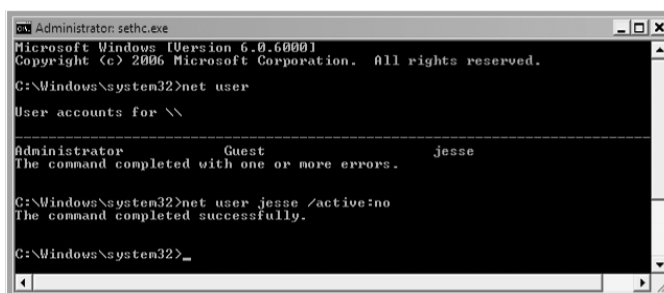 Administrator: sethc.exe
Microsoft Windows [Version 6.0.6000]
Copyright (c) 2006 Microsoft Corporation.  All rights reserved.
C:\Windows\system32>net user
User accounts for \\
-------------------------------------------------------------------------------
Administrator            Guest                    jesse
The command completed with one or more errors.
C:\Windows\system32>net user jesse /active:no
The command completed successfully.
C:\Windows\system32>_